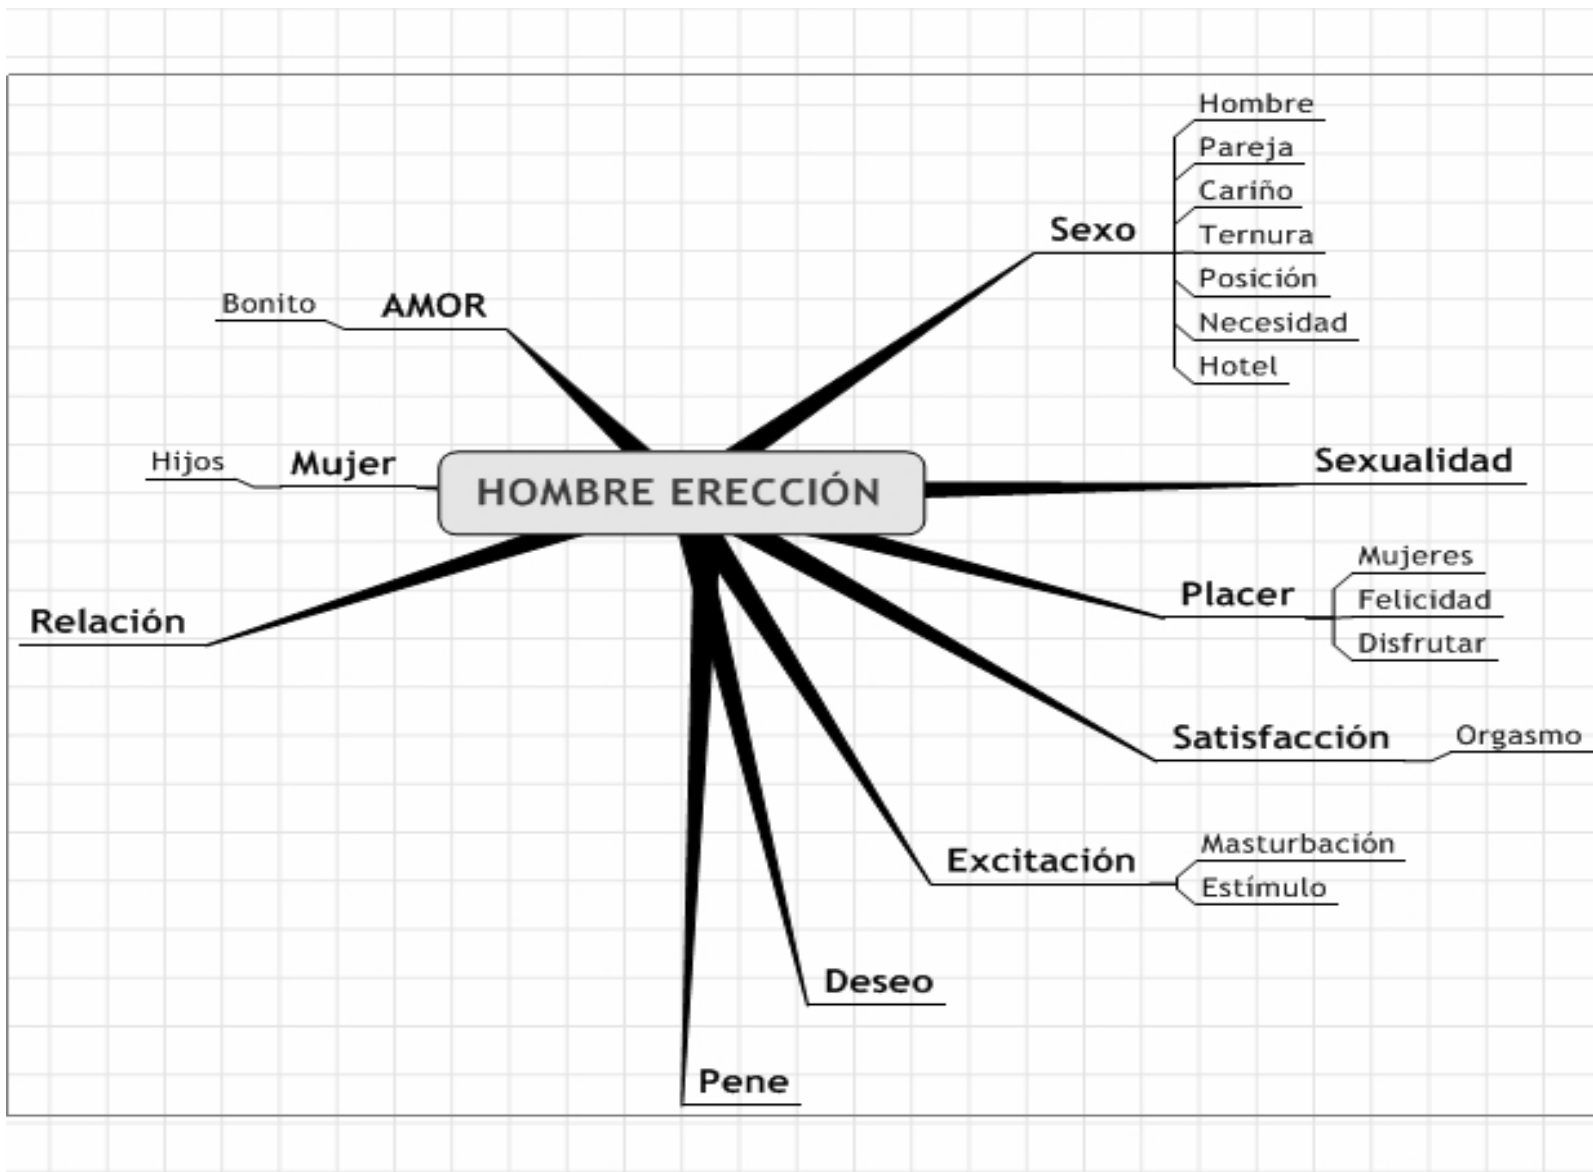 Hombre
Pareja
Cariño
Sexo
Ternura
Posición
Necesidad
Hotel
Bonito
AMOR
Hijos
Mujer
HOMBRE ERECCIÓN
Sexualidad
Relación
Mujeres
Placer
Felicidad
Disfrutar
Satisfacción
Orgasmo
Excitación
Masturbación
Estímulo
Deseo
Pene